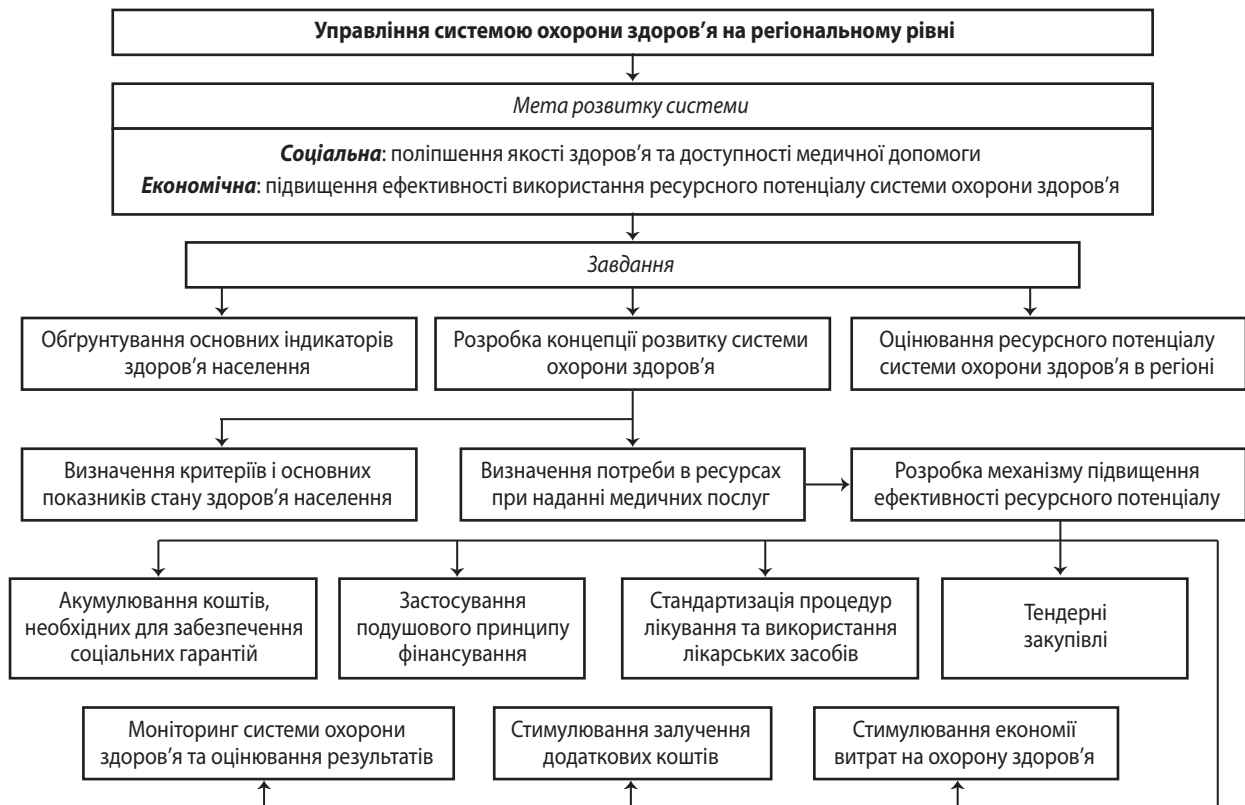 Управління системою охорони здоров’я на регіональному рівні
Мета розвитку системи
Соціальна: поліпшення якості здоров’я та доступності медичної допомоги
Економічна: підвищення ефективності використання ресурсного потенціалу системи охорони здоров’я
Завдання
Обґрунтування основних індикаторів
здоров’я населення
Розробка концепції розвитку системи
охорони здоров’я
Оцінювання ресурсного потенціалу
системи охорони здоров’я в регіоні
Визначення критеріїв і основних
показників стану здоров’я населення
Визначення потреби в ресурсах
при наданні медичних послуг
Розробка механізму підвищення
ефективності ресурсного потенціалу
Акумулювання коштів,
необхідних для забезпечення
соціальних гарантій
Застосування
подушового принципу
фінансування
Стандартизація процедур
лікування та використання
лікарських засобів
Тендерні
закупівлі
Моніторинг системи охорони
здоров’я та оцінювання результатів
Стимулювання залучення
додаткових коштів
Стимулювання економії
витрат на охорону здоров’я